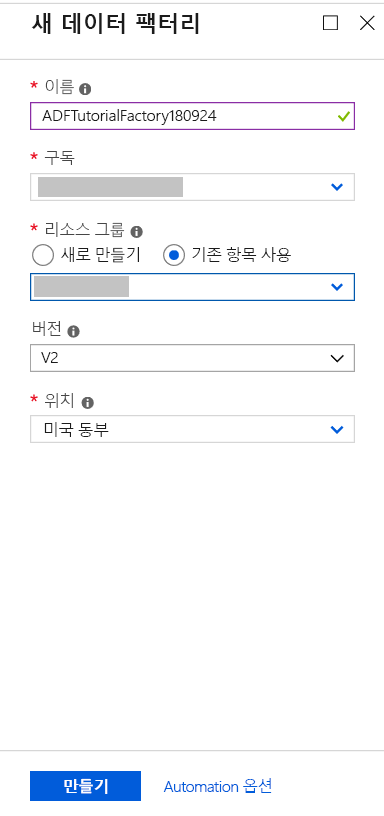 새 데이터 팩터리
* 이름
ADFTutorialFactory180924
* 구독
* 리소스 그룹
새로 만들기 기존 항목 사용
버전
V2
* 위치
미국 동부
만들기 Automation 옵션